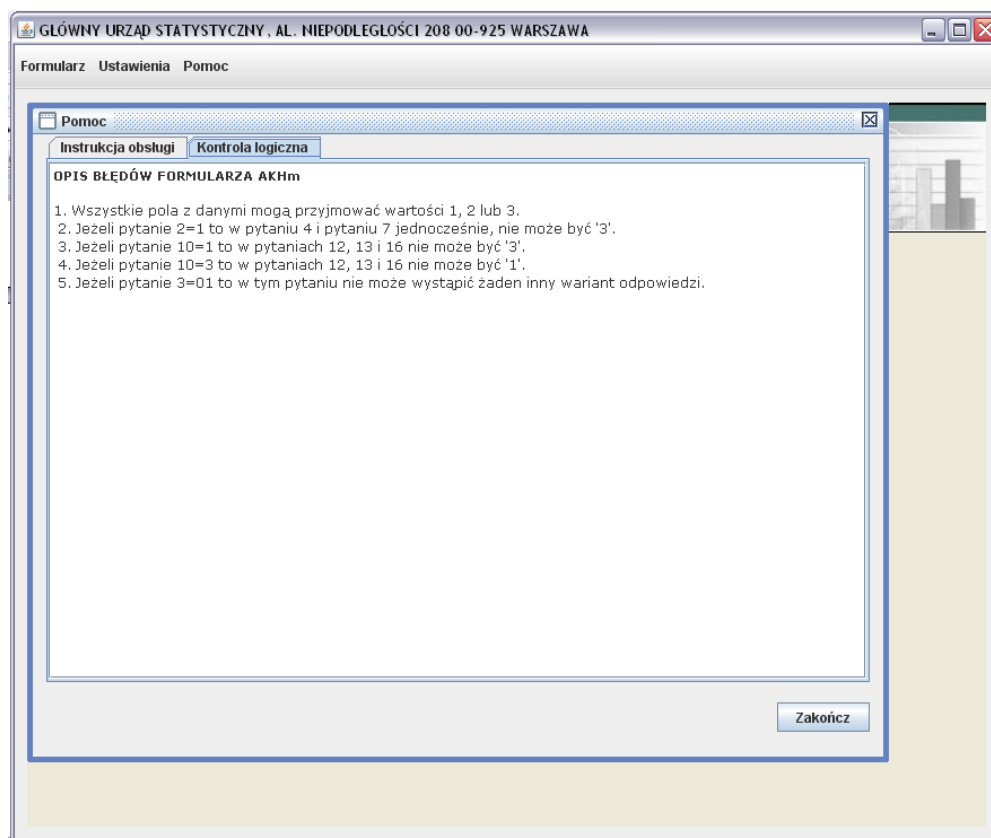 GŁÓWNY URZĄD STATYSTYCZNY , AL. NIEPODLEGŁOŚCI 208 00-925 WARSZAWA
Formularz Ustawienia Pomoc
Pomoc
Instrukcja obsługi Kontrola logiczna
OPIS BŁĘDÓW FORMULARZA AKHm
1. Wszystkie pola z danymi mogą przyjmować wartości 1, 2 lub 3.
2. Jeżeli pytanie 2=1 to w pytaniu 4 i pytaniu 7 jednocześnie, nie może być '3'.
3. Jeżeli pytanie 10=1 to w pytaniach 12, 13 i 16 nie może być '3'.
4. Jeżeli pytanie 10=3 to w pytaniach 12, 13 i 16 nie może być '1'.
5. Jeżeli pytanie 3=01 to w tym pytaniu nie może wystąpić żaden inny wariant odpowiedzi.
Zakończ